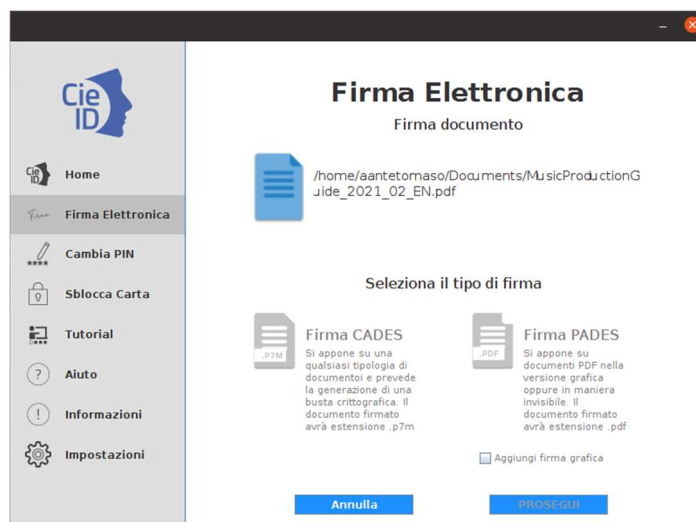 Cie
ID
Cie
ID
Home
Firma
Firma Elettronica
Cambia PIN
Sblocca Carta
Tutorial
?
Aiuto
!
Informazioni
Impostazioni
Firma Elettronica
Firma documento
/home/aantetomaso/Documents/MusicProductionG
uide_2021_02_EN.pdf
Seleziona il tipo di firma
.P7M
Firma CADES
Si appone su una
qualsiasi tipologia di
documentoi e prevede
la generazione di una
busta crittografica. Il
documento firmato
avrà estensione .p7m
.PDF
Firma PADES
Si appone su
documenti PDF nella
versione grafica
oppure in maniera
invisibile. Il
documento firmato
avrà estensione .pdf
Aggiungi firma grafica
Annulla
PROSEGUI